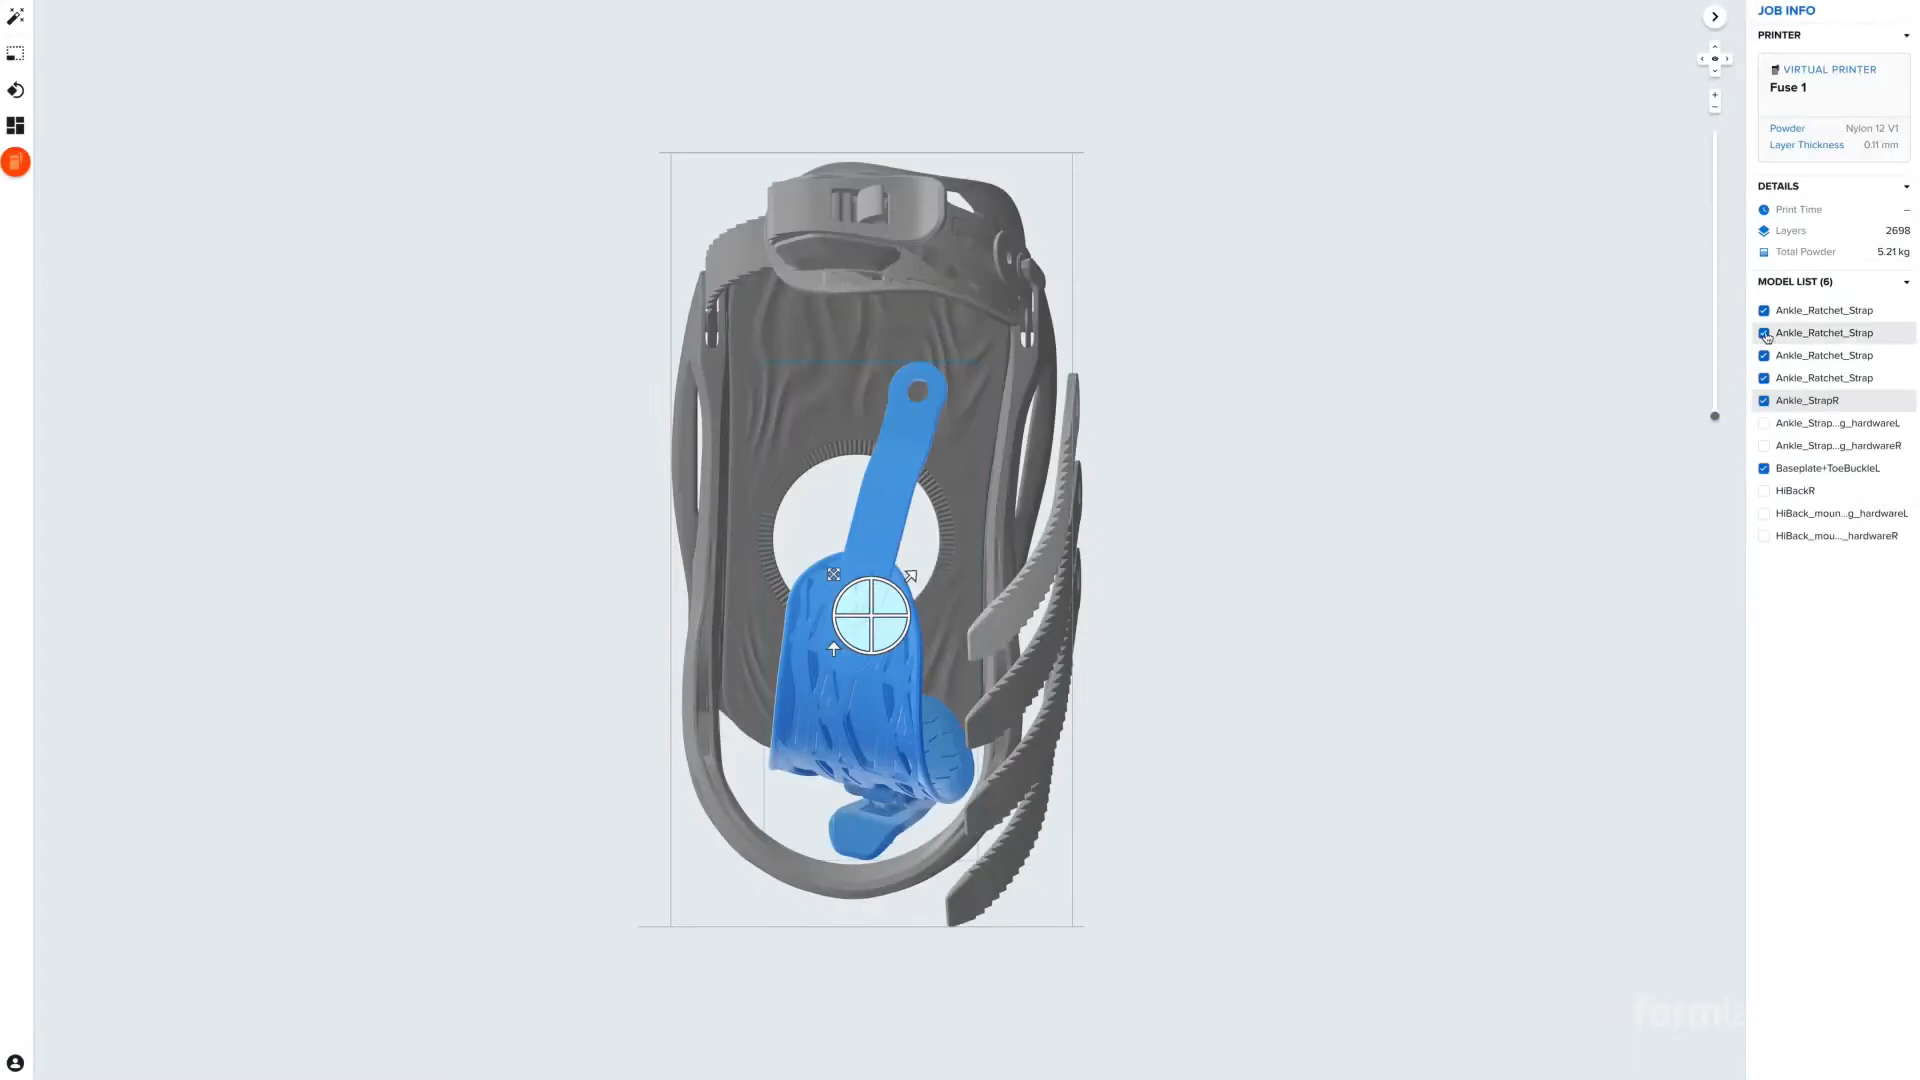 JOB INFO
PRINTER
VIRTUAL PRINTER
Fuse 1
Powder Nylon 12 V1
Layer Thickness 0.11 mm
DETAILS
Print Time –
Layers 2698
Total Powder 5.21 kg
MODEL LIST (6)
Ankle_Ratchet_Strap
Ankle_Ratchet_Strap
Ankle_Ratchet_Strap
Ankle_Ratchet_Strap
Ankle_StrapR
Ankle_Strap...g_hardwareL
Ankle_Strap...g_hardwareR
Baseplate+ToeBuckleL
HiBackR
HiBack_moun...g_hardwareL
HiBack_mou..._hardwareR